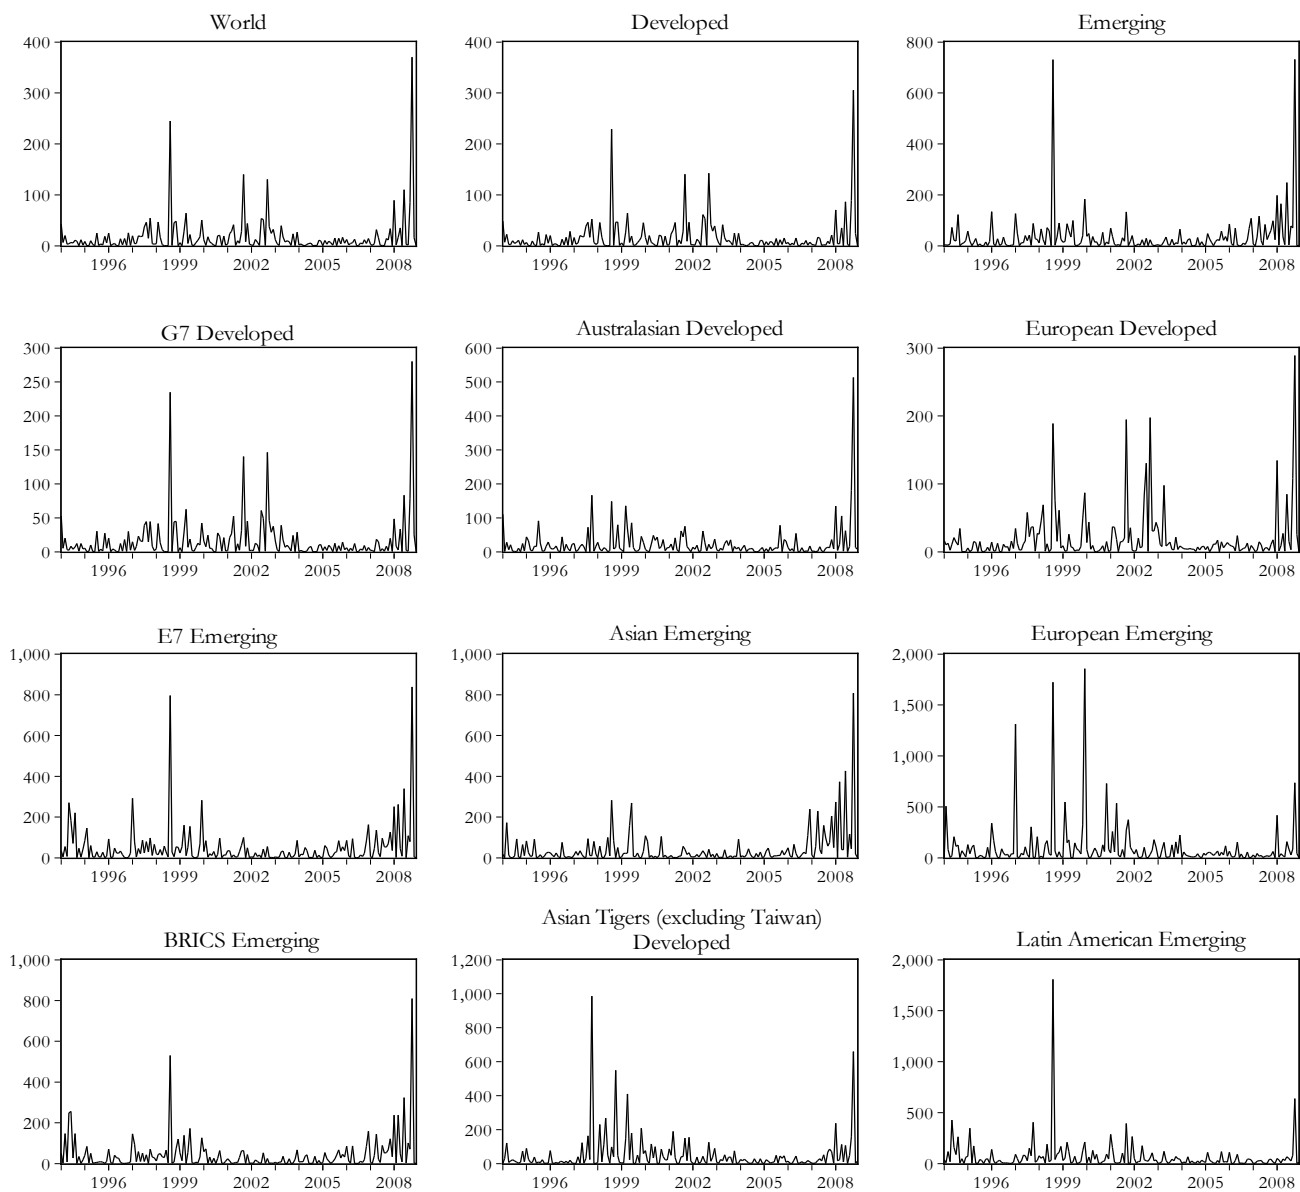 World
Developed
Emerging
400
300
200
100
0
1996 1999 2002 2005 2008
400
300
200
100
0
1996 1999 2002 2005 2008
800
600
400
200
0
1996 1999 2002 2005 2008
G7 Developed
Australasian Developed
European Developed
300
250
200
150
100
50
0
1996 1999 2002 2005 2008
600
500
400
300
200
100
0
1996 1999 2002 2005 2008
300
200
100
0
1996 1999 2002 2005 2008
E7 Emerging
Asian Emerging
European Emerging
1,000
800
600
400
200
0
1996 1999 2002 2005 2008
1,000
800
600
400
200
0
1996 1999 2002 2005 2008
2,000
1,500
1,000
500
0
1996 1999 2002 2005 2008
BRICS Emerging
Asian Tigers (excluding Taiwan)
Developed
Latin American Emerging
1,000
800
600
400
200
0
1996 1999 2002 2005 2008
1,200
1,000
800
600
400
200
0
1996 1999 2002 2005 2008
2,000
1,500
1,000
500
0
1996 1999 2002 2005 2008